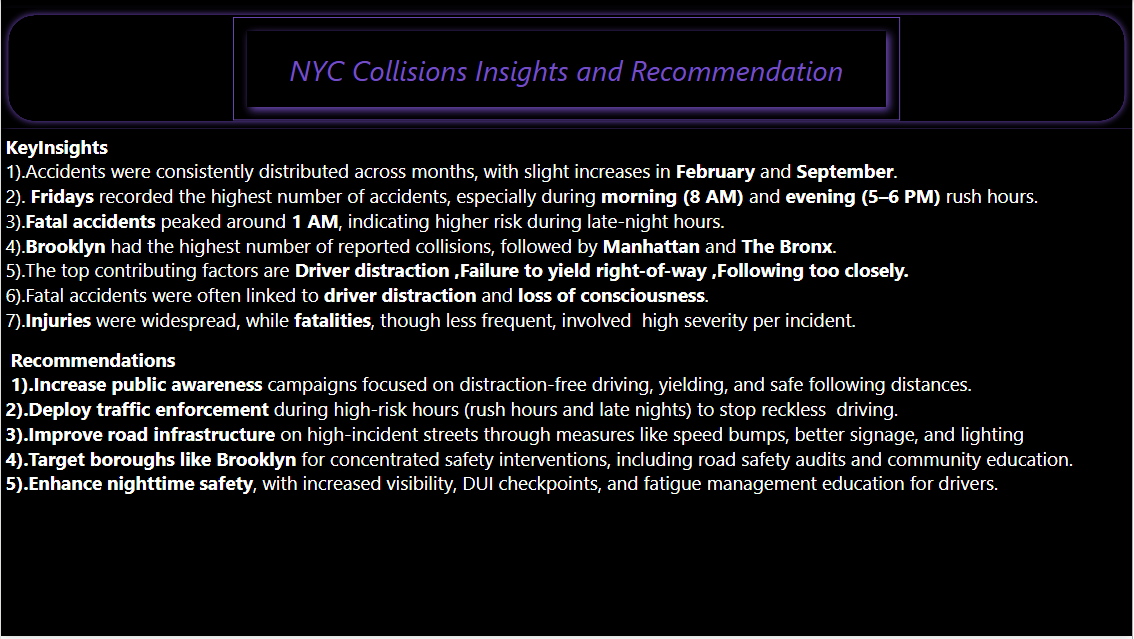 NYC Collisions Insights and Recommendation
KeyInsights
1).Accidents were consistently distributed across months, with slight increases in February and September.
2). Fridays recorded the highest number of accidents, especially during morning (8 AM) and evening (5–6 PM) rush hours.
3).Fatal accidents peaked around 1 AM, indicating higher risk during late-night hours.
4).Brooklyn had the highest number of reported collisions, followed by Manhattan and The Bronx.
5).The top contributing factors are Driver distraction ,Failure to yield right-of-way ,Following too closely.
6).Fatal accidents were often linked to driver distraction and loss of consciousness.
7).Injuries were widespread, while fatalities, though less frequent, involved  high severity per incident.
Recommendations
1).Increase public awareness campaigns focused on distraction-free driving, yielding, and safe following distances.
2).Deploy traffic enforcement during high-risk hours (rush hours and late nights) to stop reckless  driving.
3).Improve road infrastructure on high-incident streets through measures like speed bumps, better signage, and lighting
4).Target boroughs like Brooklyn for concentrated safety interventions, including road safety audits and community education.
5).Enhance nighttime safety, with increased visibility, DUI checkpoints, and fatigue management education for drivers.